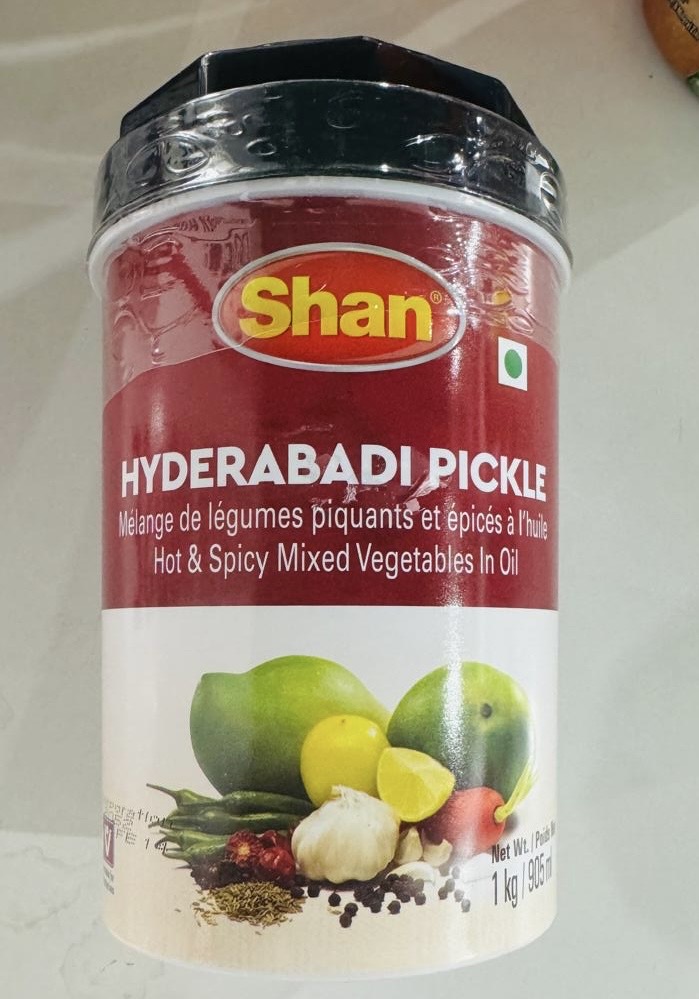 Shan®
HYDERABADI PICKLE
Mélange de légumes piquants et épicés à l'huile
Hot & Spicy Mixed Vegetables In Oil
Net Wt. / Poids
1 kg / 905 ml